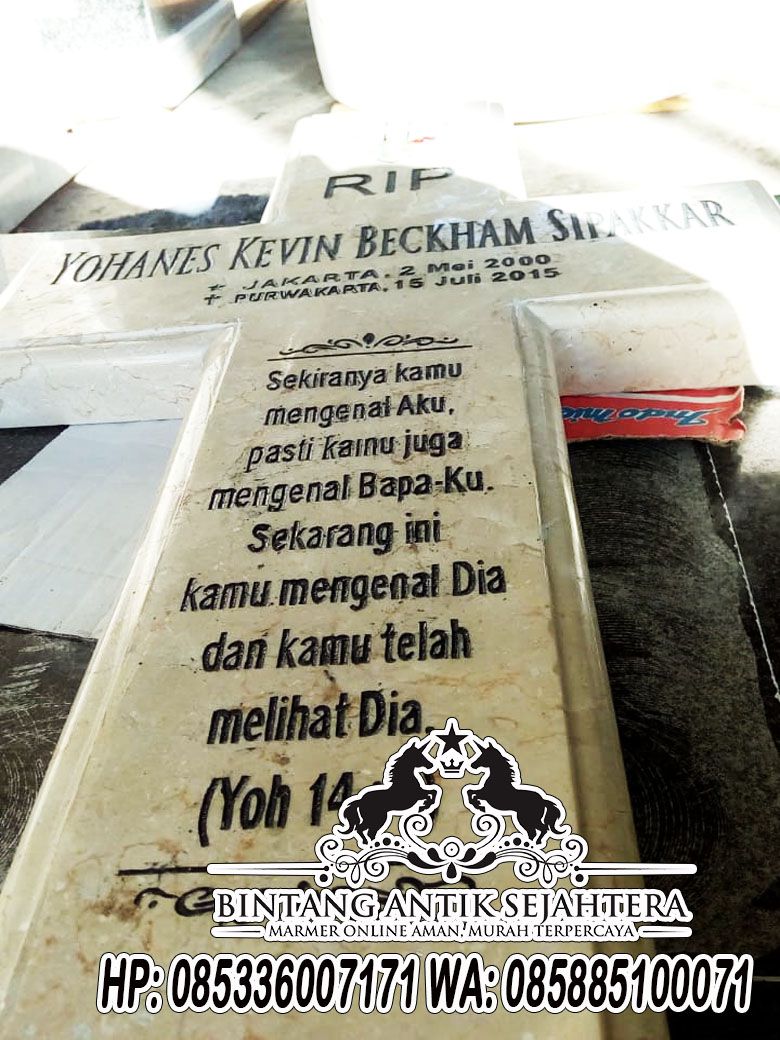 RIP
YOHANES KEVIN BECKHAM SIPAKKAR
JAKARTA, 2 Mei 2000
PURWAKARTA, 15 Juli 2015
Sekiranya kamu
mengenal Aku,
pasti kamu juga
mengenal Bapa-Ku.
Sekarang ini
kamu mengenal Dia
dan kamu telah
melihat Dia.
(Yoh 14
Indomie
BINTANG ANTIK SEJAHTERA
MARMER ONLINE AMAN, MURAH TERPERCAYA
HP: 085336007171 WA: 085885100071